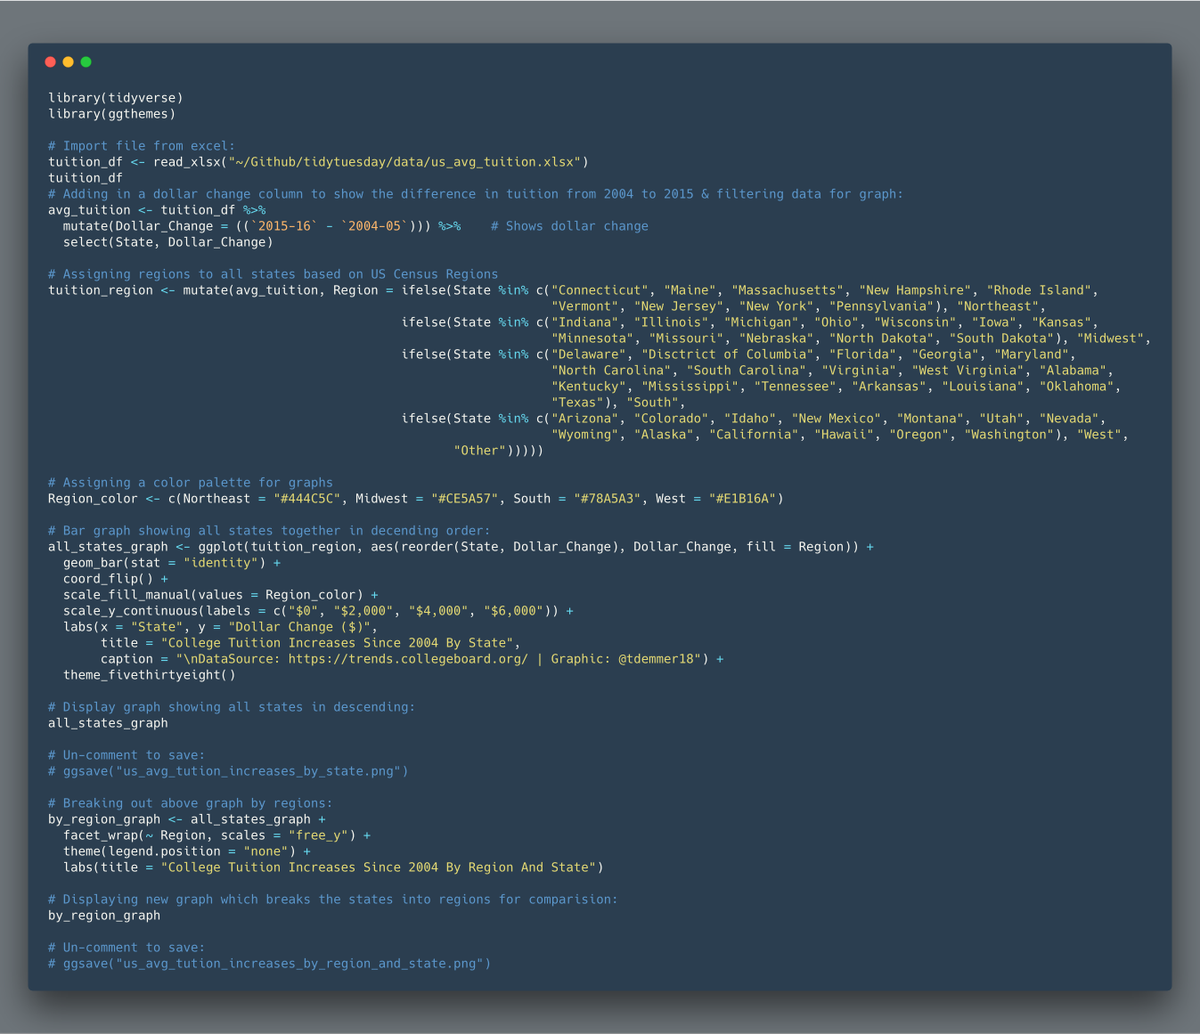 library(tidyverse)
library(ggthemes)
# Import file from excel:
tuition_df <- read_xlsx("~/Github/tidytuesday/data/us_avg_tuition.xlsx")
tuition_df
# Adding in a dollar change column to show the difference in tuition from 2004 to 2015 & filtering data for graph:
avg_tuition <- tuition_df %>%
  mutate(Dollar_Change = ((`2015-16` - `2004-05`))) %>%    # Shows dollar change
  select(State, Dollar_Change)
# Assigning regions to all states based on US Census Regions
tuition_region <- mutate(avg_tuition, Region = ifelse(State %in% c("Connecticut", "Maine", "Massachusetts", "New Hampshire", "Rhode Island",
"Vermont", "New Jersey", "New York", "Pennsylvania"), "Northeast",
ifelse(State %in% c("Indiana", "Illinois", "Michigan", "Ohio", "Wisconsin", "Iowa", "Kansas",
"Minnesota", "Missouri", "Nebraska", "North Dakota", "South Dakota"), "Midwest",
ifelse(State %in% c("Delaware", "Disctrict of Columbia", "Florida", "Georgia", "Maryland",
"North Carolina", "South Carolina", "Virginia", "West Virginia", "Alabama",
"Kentucky", "Mississippi", "Tennessee", "Arkansas", "Louisiana", "Oklahoma",
"Texas"), "South",
ifelse(State %in% c("Arizona", "Colorado", "Idaho", "New Mexico", "Montana", "Utah", "Nevada",
"Wyoming", "Alaska", "California", "Hawaii", "Oregon", "Washington"), "West",
"Other")))))
# Assigning a color palette for graphs
Region_color <- c(Northeast = "#444C5C", Midwest = "#CE5A57", South = "#78A5A3", West = "#E1B16A")
# Bar graph showing all states together in decending order:
all_states_graph <- ggplot(tuition_region, aes(reorder(State, Dollar_Change), Dollar_Change, fill = Region)) +
  geom_bar(stat = "identity") +
  coord_flip() +
  scale_fill_manual(values = Region_color) +
  scale_y_continuous(labels = c("$0", "$2,000", "$4,000", "$6,000")) +
  labs(x = "State", y = "Dollar Change ($)",
       title = "College Tuition Increases Since 2004 By State",
       caption = "\nDataSource: https://trends.collegeboard.org/ | Graphic: @tdemmer18") +
  theme_fivethirtyeight()
# Display graph showing all states in descending:
all_states_graph
# Un-comment to save:
# ggsave("us_avg_tution_increases_by_state.png")
# Breaking out above graph by regions:
by_region_graph <- all_states_graph +
  facet_wrap(~ Region, scales = "free_y") +
  theme(legend.position = "none") +
  labs(title = "College Tuition Increases Since 2004 By Region And State")
# Displaying new graph which breaks the states into regions for comparision:
by_region_graph
# Un-comment to save:
# ggsave("us_avg_tution_increases_by_region_and_state.png")